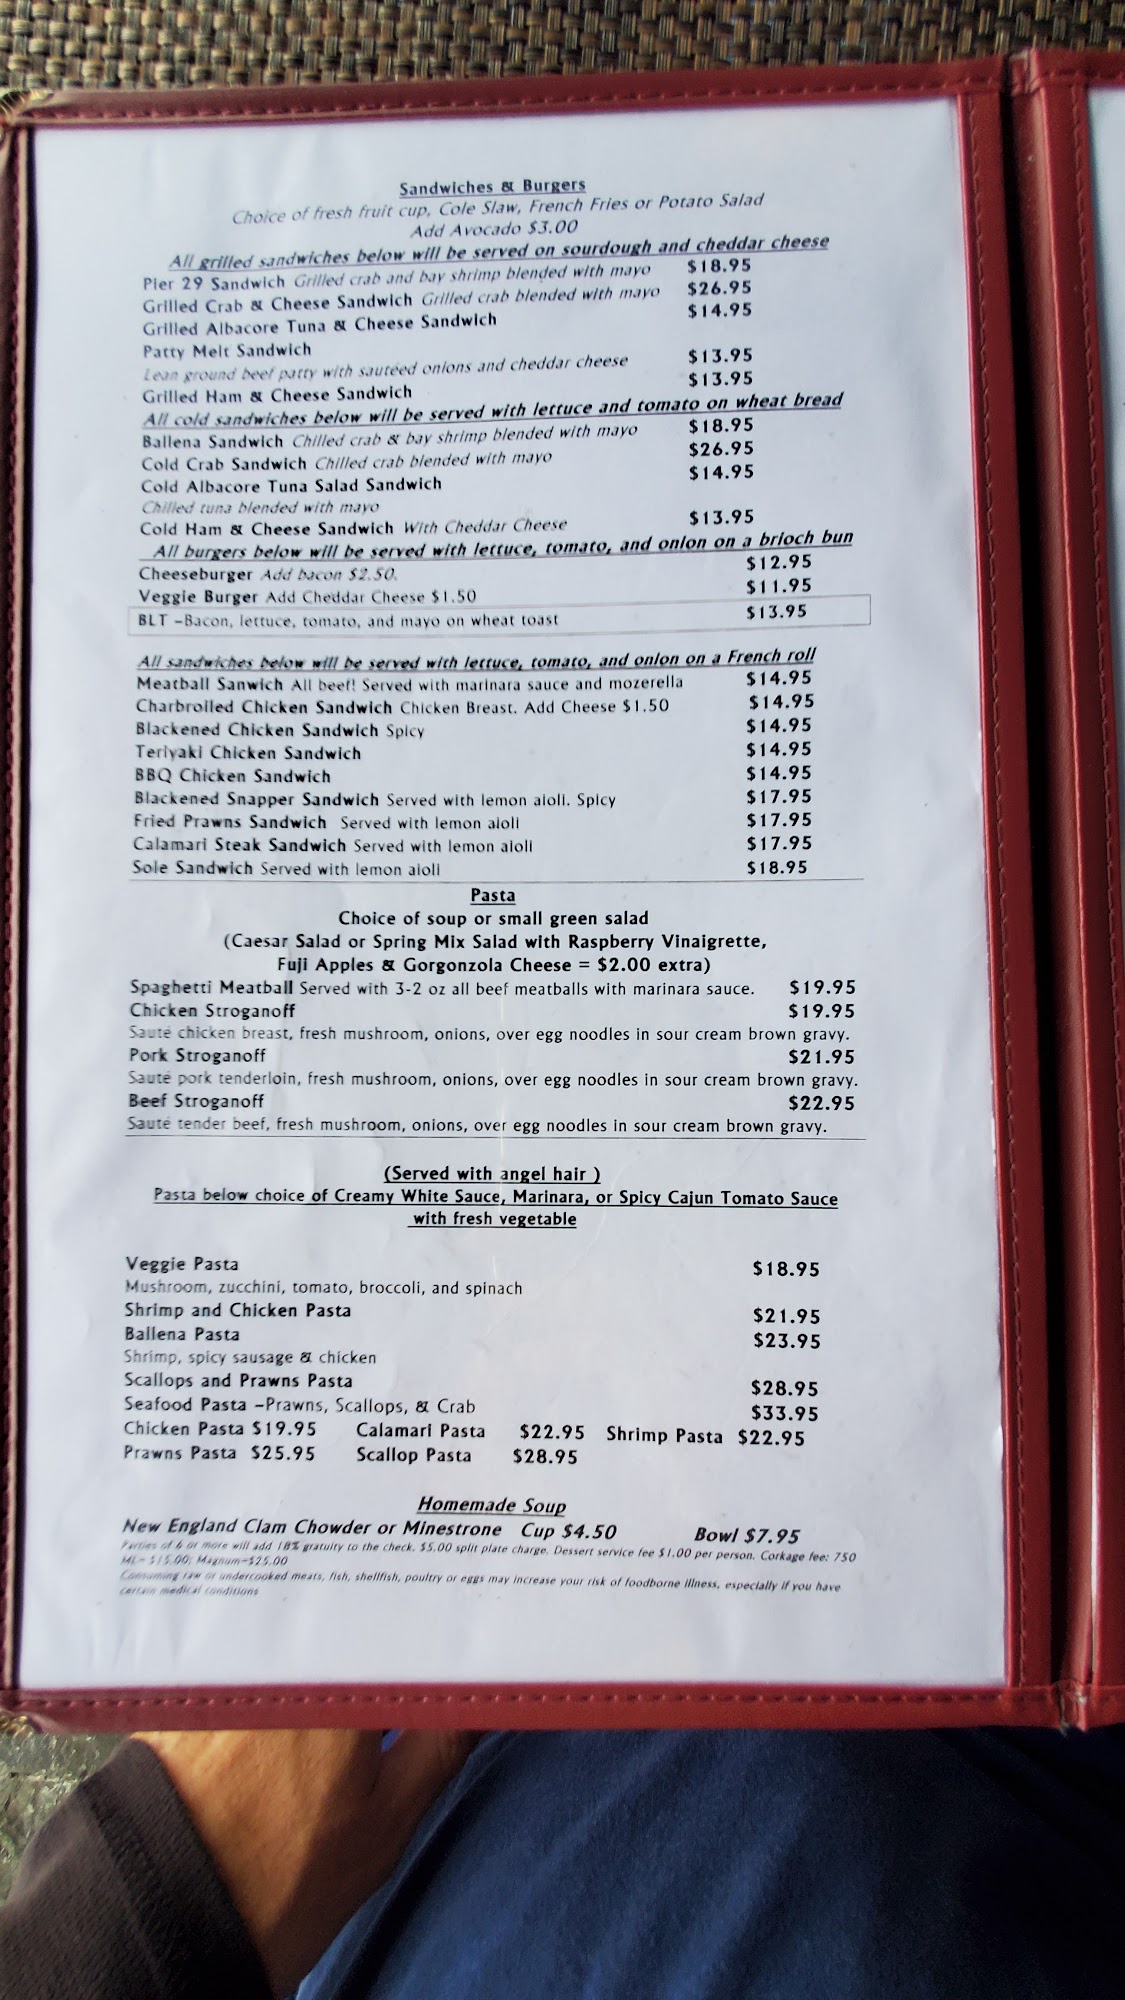 Sandwiches & Burgers
Choice of fresh fruit cup, Cole Slaw, French Fries or Potato Salad
Add Avocado $3.00
All grilled sandwiches below will be served on sourdough and cheddar cheese
Pier 29 Sandwich Grilled crab and bay shrimp blended with mayo $18.95
Grilled Crab & Cheese Sandwich Grilled crab blended with mayo $26.95
Grilled Albacore Tuna & Cheese Sandwich $14.95
Patty Melt Sandwich
Lean ground beef patty with sautéed onions and cheddar cheese $13.95
Grilled Ham & Cheese Sandwich $13.95
All cold sandwiches below will be served with lettuce and tomato on wheat bread
Ballena Sandwich Chilled crab & bay shrimp blended with mayo $18.95
Cold Crab Sandwich Chilled crab blended with mayo $26.95
Cold Albacore Tuna Salad Sandwich $14.95
Chilled tuna blended with mayo
Cold Ham & Cheese Sandwich With Cheddar Cheese $13.95
All burgers below will be served with lettuce, tomato, and onion on a brioch bun
Cheeseburger Add bacon $2.50. $12.95
Veggie Burger Add Cheddar Cheese $1.50 $11.95
BLT –Bacon, lettuce, tomato, and mayo on wheat toast $13.95
All sandwiches below will be served with lettuce, tomato, and onion on a French roll
Meatball Sanwich All beef! Served with marinara sauce and mozerella $14.95
Charbroiled Chicken Sandwich Chicken Breast. Add Cheese $1.50 $14.95
Blackened Chicken Sandwich Spicy $14.95
Teriyaki Chicken Sandwich $14.95
BBQ Chicken Sandwich $14.95
Blackened Snapper Sandwich Served with lemon aioli. Spicy $17.95
Fried Prawns Sandwich Served with lemon aioli $17.95
Calamari Steak Sandwich Served with lemon aioli $17.95
Sole Sandwich Served with lemon aioli $18.95
Pasta
Choice of soup or small green salad
(Caesar Salad or Spring Mix Salad with Raspberry Vinaigrette,
Fuji Apples & Gorgonzola Cheese = $2.00 extra)
Spaghetti Meatball Served with 3-2 oz all beef meatballs with marinara sauce. $19.95
Chicken Stroganoff $19.95
Sauté chicken breast, fresh mushroom, onions, over egg noodles in sour cream brown gravy.
Pork Stroganoff $21.95
Sauté pork tenderloin, fresh mushroom, onions, over egg noodles in sour cream brown gravy.
Beef Stroganoff $22.95
Sauté tender beef, fresh mushroom, onions, over egg noodles in sour cream brown gravy.
(Served with angel hair )
Pasta below choice of Creamy White Sauce, Marinara, or Spicy Cajun Tomato Sauce
with fresh vegetable
Veggie Pasta $18.95
Mushroom, zucchini, tomato, broccoli, and spinach
Shrimp and Chicken Pasta $21.95
Ballena Pasta $23.95
Shrimp, spicy sausage & chicken
Scallops and Prawns Pasta $28.95
Seafood Pasta –Prawns, Scallops, & Crab $33.95
Chicken Pasta $19.95 Calamari Pasta $22.95 Shrimp Pasta $22.95
Prawns Pasta $25.95 Scallop Pasta $28.95
Homemade Soup
New England Clam Chowder or Minestrone Cup $4.50 Bowl $7.95
Parties of 6 or more will add 18% gratuity to the check. $5.00 split plate charge. Dessert service fee $1.00 per person. Corkage fee: 750
ML– $15.00; Magnum–$25.00
Consuming raw or undercooked meats, fish, shellfish, poultry or eggs may increase your risk of foodborne illness, especially if you have
certain medical conditions